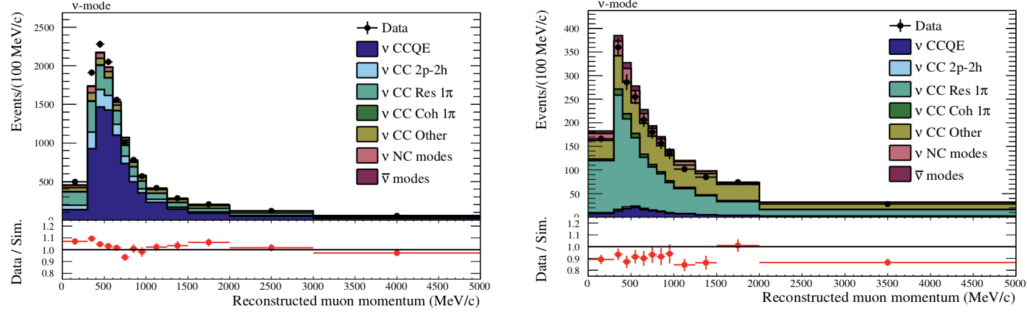 ν-mode
Events/(100 MeV/c)
2500
2000
1500
1000
500
0
Data
ν CCQE
ν CC 2p-2h
ν CC Res 1π
ν CC Coh 1π
ν CC Other
ν NC modes
ν̅ modes
Data / Sim.
1.2
1.1
1.0
0.9
0.8
0 500 1000 1500 2000 2500 3000 3500 4000 4500 5000
Reconstructed muon momentum (MeV/c)
ν-mode
Events/(100 MeV/c)
400
350
300
250
200
150
100
50
0
Data
ν CCQE
ν CC 2p-2h
ν CC Res 1π
ν CC Coh 1π
ν CC Other
ν NC modes
ν̅ modes
Data / Sim.
1.2
1.1
1.0
0.9
0.8
0 500 1000 1500 2000 2500 3000 3500 4000 4500 5000
Reconstructed muon momentum (MeV/c)